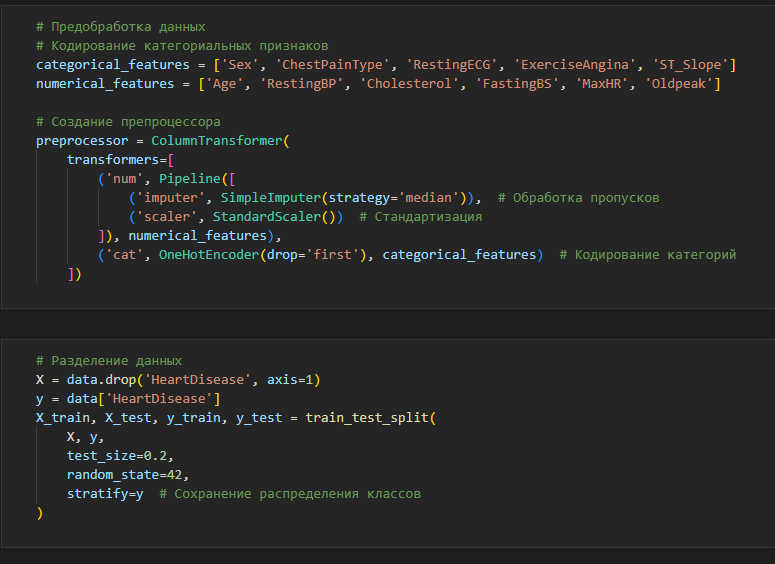 # Предобработка данных
# Кодирование категориальных признаков
categorical_features = ['Sex', 'ChestPainType', 'RestingECG', 'ExerciseAngina', 'ST_Slope']
numerical_features = ['Age', 'RestingBP', 'Cholesterol', 'FastingBS', 'MaxHR', 'Oldpeak']

# Создание препроцессора
preprocessor = ColumnTransformer(
    transformers=[
        ('num', Pipeline([
            ('imputer', SimpleImputer(strategy='median')),  # Обработка пропусков
            ('scaler', StandardScaler())  # Стандартизация
        ]), numerical_features),
        ('cat', OneHotEncoder(drop='first'), categorical_features)  # Кодирование категорий
    ])

# Разделение данных
X = data.drop('HeartDisease', axis=1)
y = data['HeartDisease']
X_train, X_test, y_train, y_test = train_test_split(
    X, y,
    test_size=0.2,
    random_state=42,
    stratify=y  # Сохранение распределения классов
)